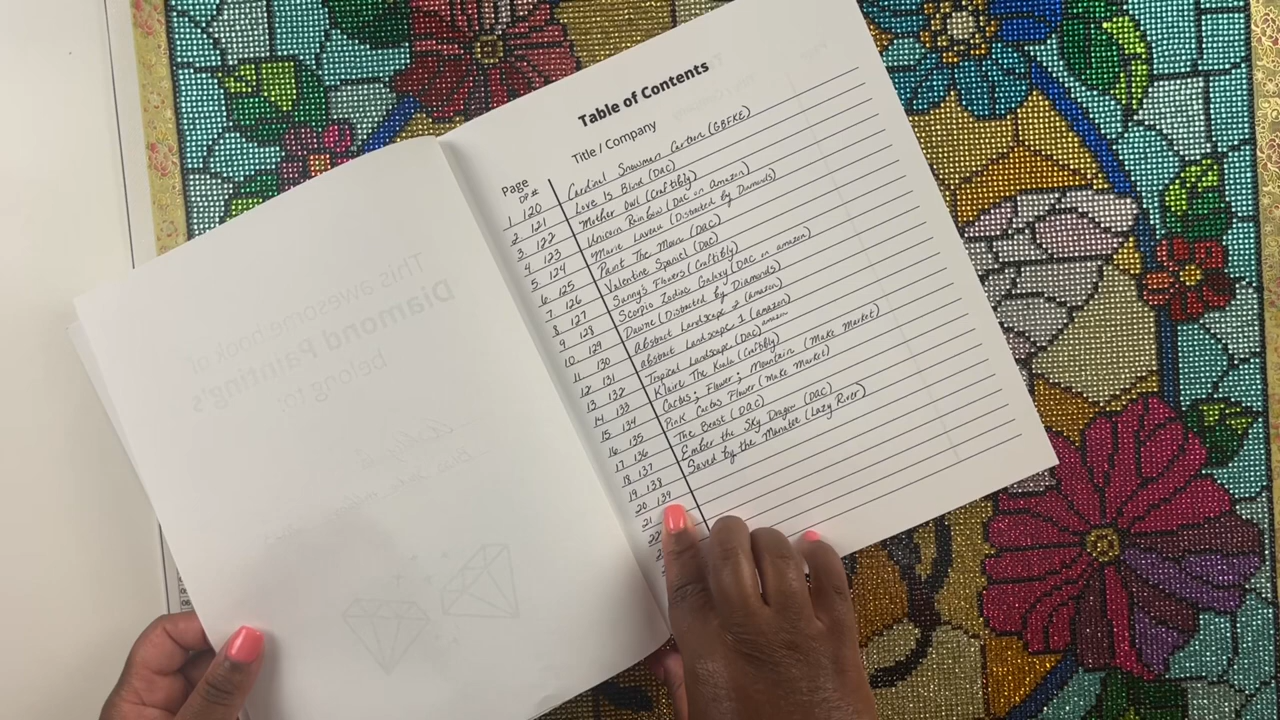 This awesome book of
Diamond Painting's
belong to:
Table of Contents
Page Title / Company
DP #
1 120 Cardinal Snowman Cartoon (GBFKE)
2 121 Love Is Blind (DAC)
3 122 Mother Owl (Craftibly)
4 123 Unicorn Rainbow (DAC on Amazon)
5 124 Marie Laveau (Distracted by Diamonds)
6 125 Paint The Moon (DAC)
7 126 Valentine Spaniel (DAC)
8 127 Sunny's Flowers (Craftibly)
9 128 Scorpio Zodiac Galaxy (DAC on amazon)
10 129 Dawne (Distracted by Diamonds)
11 130 Abstract Landscape 2 (amazon)
12 131 abstract Landscape 1 (amazon)
13 132 Tropical Landscape (DAC) amazon
14 133 Klaire The Koala (Craftibly)
15 134 Cactus, Flower, Mountain (Make Market)
16 135 Pink Cactus Flower (Make Market)
17 136 The Beast (DAC)
18 137 Ember the Sky Dragon (DAC)
19 138 Saved by the Manatee (Lazy River)
20 139
21
22